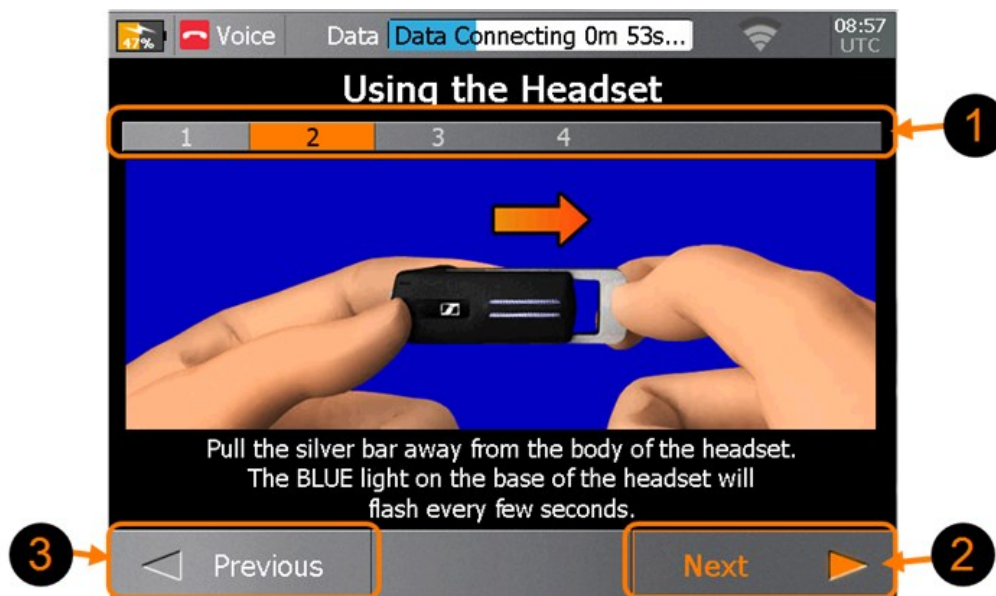 47% Voice Data Data Connecting 0m 53s... 08:57
UTC
Using the Headset
1 2 3 4
1
Pull the silver bar away from the body of the headset.
The BLUE light on the base of the headset will
flash every few seconds.
3 Previous Next 2